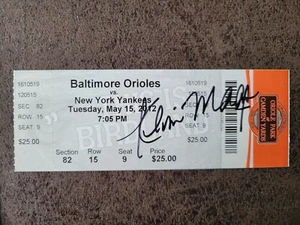 1610519
120515
SEC 82
ROW 15
SEAT 9
$25.00
Baltimore Orioles
vs.
New York Yankees
Tuesday, May 15, 2012
7:05 PM
Section Row Seat Price
82 15 9 $25.00
1610519
120515
SEC 82
ROW 15
SEAT 9
$25.00
ORIOLE PARK
AT
CAMDEN YARDS